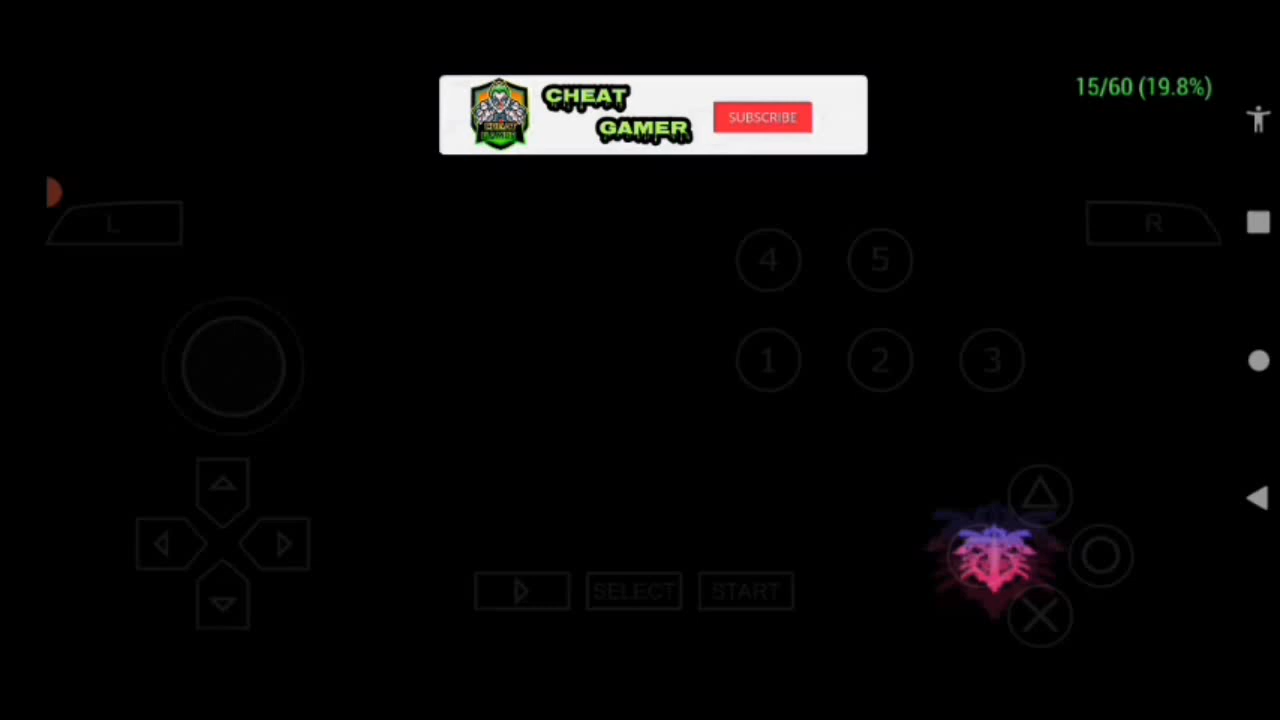 CHEAT
GAMER
SUBSCRIBE
15/60 (19.8%)
L
R
4 5
1 2 3
SELECT START